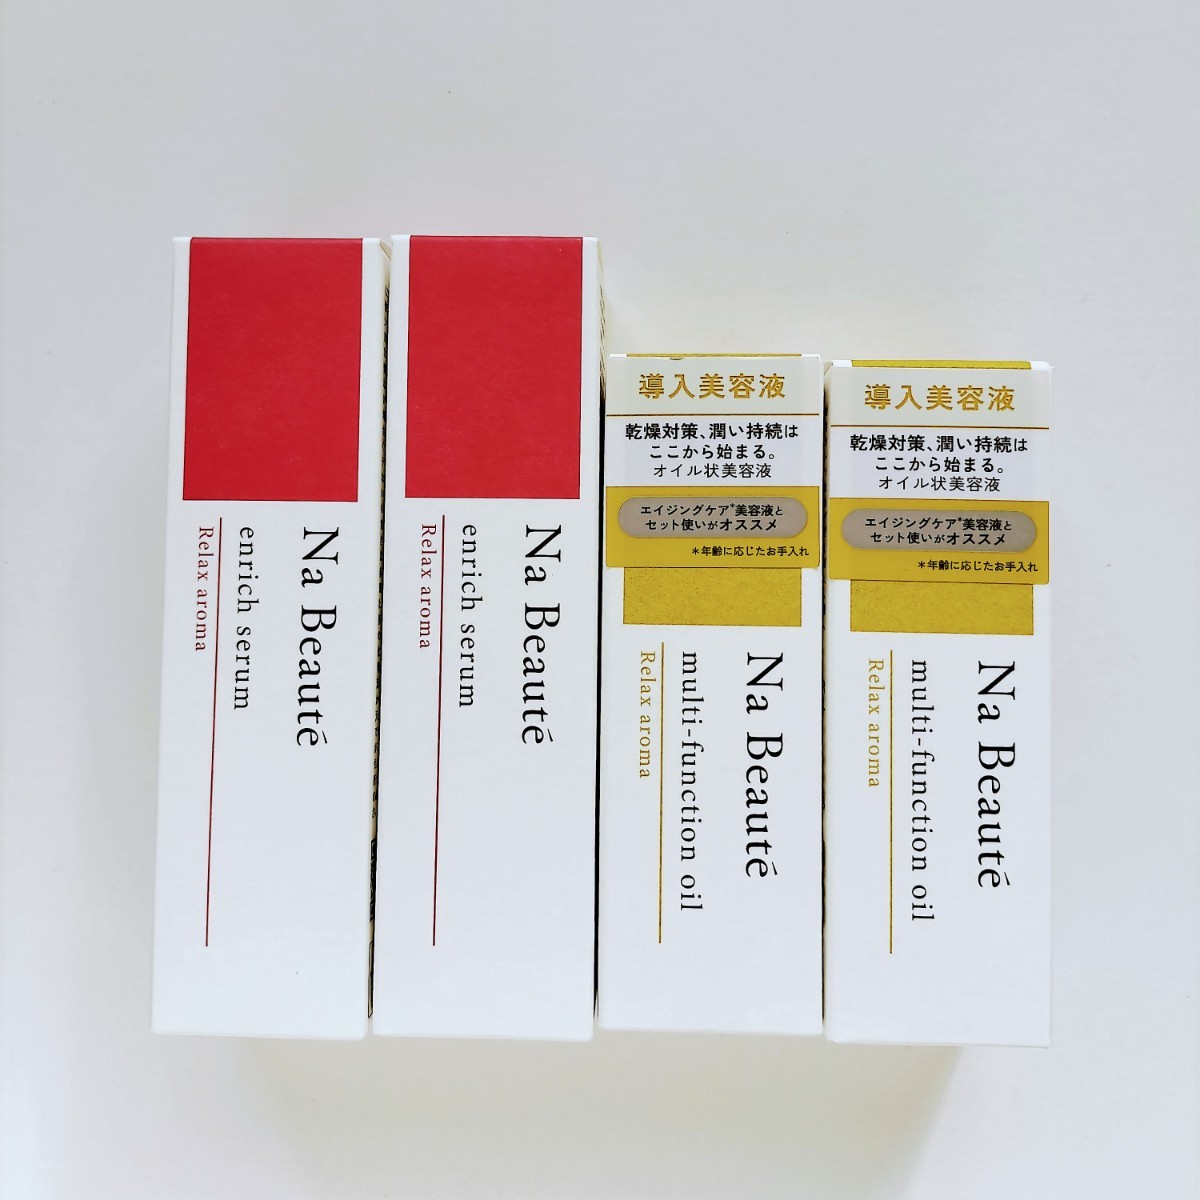 Na Beauté
enrich serum
Relax aroma
Na Beauté
enrich serum
Relax aroma
導入美容液
乾燥対策、潤い持続は
ここから始まる。
オイル状美容液
エイジングケア*美容液と
セット使いがオススメ
*年齢に応じたお手入れ
Na Beauté
multi-function oil
Relax aroma
導入美容液
乾燥対策、潤い持続は
ここから始まる。
オイル状美容液
エイジングケア*美容液と
セット使いがオススメ
*年齢に応じたお手入れ
Na Beauté
multi-function oil
Relax aroma